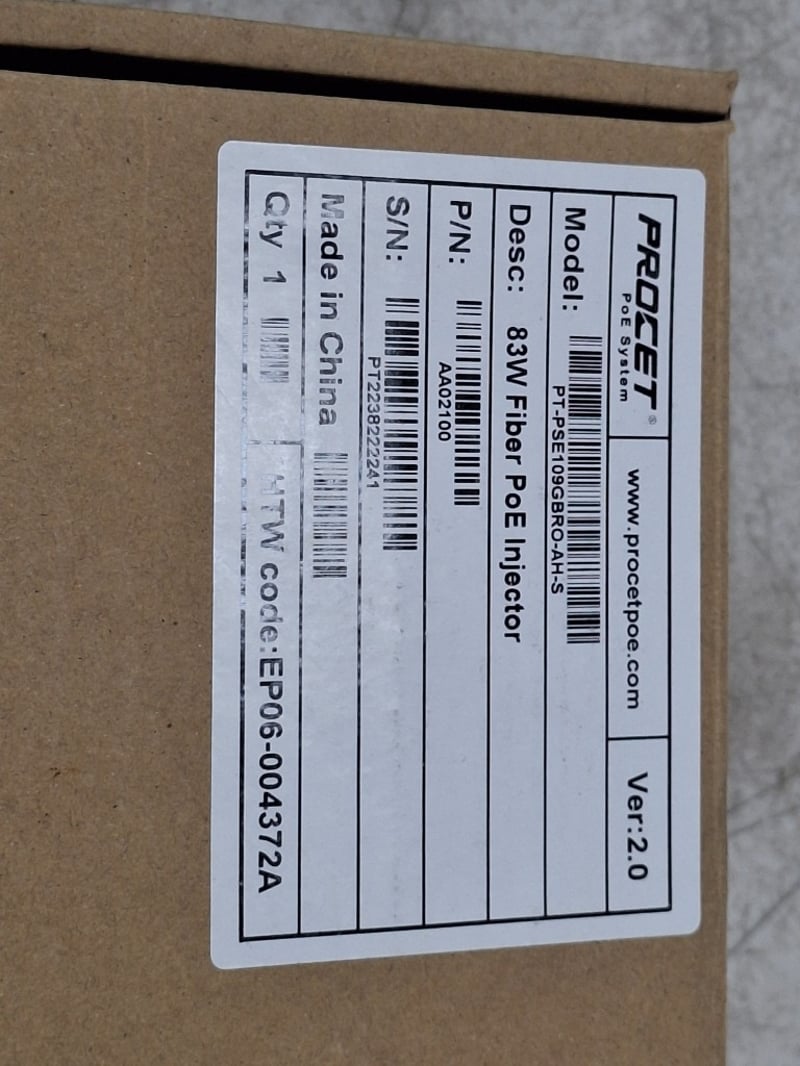 PROCET®
PoE System
www.procetpoe.com
Ver:2.0
Model:
PT-PSE109GBRO-AH-S
Desc: 83W Fiber PoE Injector
P/N:
AA02100
S/N:
PT2238222241
Made in China
Qty 1
HTW code:EP06-004372A